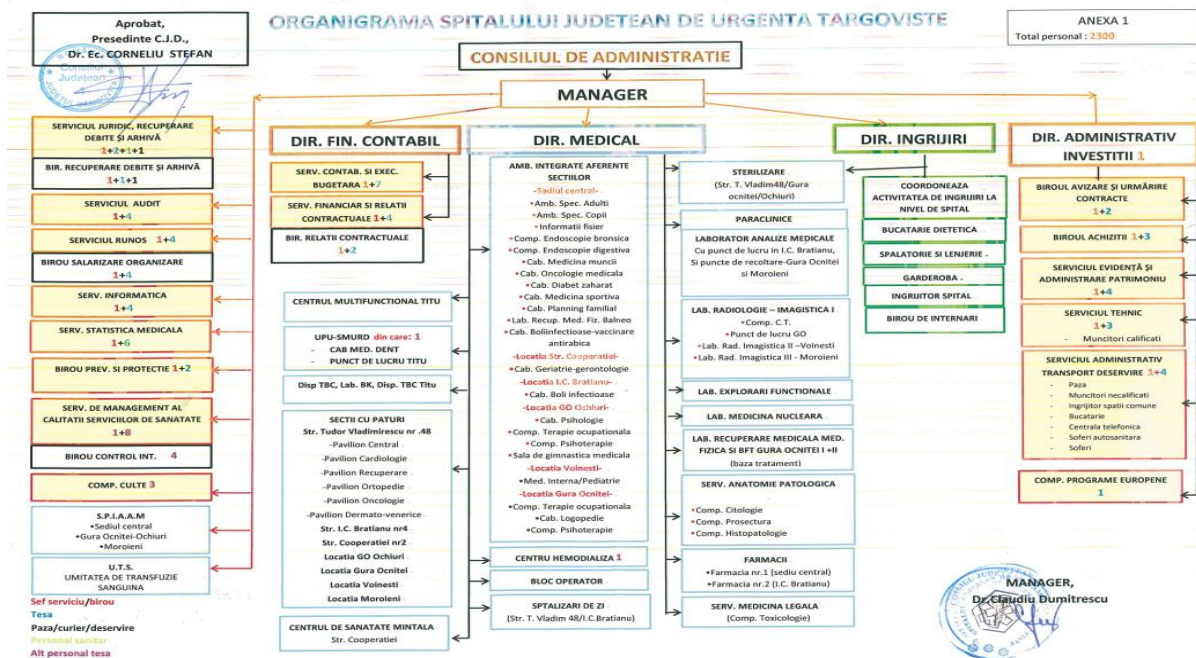 Aprobat,
Presedinte C.J.D.,
Dr. Ec. CORNELIU STEFAN
ORGANIGRAMA SPITALULUI JUDETEAN DE URGENTA TARGOVISTE
ANEXA 1
Total personal : 2300
CONSILIUL DE ADMINISTRATIE
MANAGER
SERVICIUL JURIDIC, RECUPERARE
DEBITE ȘI ARHIVĂ
1+2+1+1
BIR. RECUPERARE DEBITE ȘI ARHIVĂ
1+1+1
SERVICIUL AUDIT
1+4
SERVICIUL RUNOS 1+4
BIROU SALARIZARE ORGANIZARE
1+4
SERV. INFORMATICA
1+4
SERV. STATISTICA MEDICALA
1+6
BIROU PREV. SI PROTECTIE 1+2
SERV. DE MANAGEMENT AL
CALITATII SERVICIILOR DE SANATATE
1+8
BIROU CONTROL INT. 4
COMP. CULTE 3
S.P.I.A.A.M
•Sediul central
•Gura Ocnitei-Ochiuri
•Moroieni
U.T.S.
UMITATEA DE TRANSFUZIE
SANGUINA
Sef serviciu/birou
Tesa
Paza/curier/deservire
Personal sanitar
Alt personal tesa
DIR. FIN. CONTABIL
SERV. CONTAB. SI EXEC.
BUGETARA 1+7
SERV. FINANCIAR SI RELATII
CONTRACTUALE 1+4
BIR. RELATII CONTRACTUALE
1+2
DIR. MEDICAL
CENTRUL MULTIFUNCTIONAL TITU
UPU-SMURD din care: 1
- CAB MED. DENT
- PUNCT DE LUCRU TITU
Disp TBC, Lab. BK, Disp. TBC Titu
SECTII CU PATURI
Str. Tudor Vladimirescu nr .48
-Pavilion Central
-Pavilion Cardiologie
-Pavilion Recuperare
-Pavilion Ortopedie
-Pavilion Oncologie
-Pavilion Dermato-venerice
Str. I.C. Bratianu nr4
Str. Cooperatiei nr2
Locatia GO Ochiuri
Locatia Gura Ocnitei
Locatia Voinesti
Locatia Moroieni
CENTRUL DE SANATATE MINTALA
Str. Cooperatiei
AMB. INTEGRATE AFERENTE
SECTIILOR
-Sediul central-
•Amb. Spec. Adulti
•Amb. Spec. Copii
•Informatii fisier
•Comp. Endoscopie bronsica
•Comp. Endoscopie digestiva
•Cab. Medicina muncii
•Cab. Oncologie medicala
•Cab. Diabet zaharat
•Cab. Medicina sportiva
•Cab. Planning familial
•Lab. Recup. Med. Fiz. Balneo
•Cab. Boliinfectioase-vaccinare
antirabica
-Locatia Str. Cooperatiei-
•Cab. Geriatrie-gerontologie
-Locatia I.C. Bratianu-
•Cab. Boli infectioase
-Locatia GO Ochiuri-
•Cab. Psihologie
•Comp. Terapie ocupationala
•Comp. Psihoterapie
•Sala de gimnastica medicala
-Locatia Voinesti-
•Med. Interna/Pediatrie
-Locatia Gura Ocnitei-
•Comp. Terapie ocupationala
•Cab. Logopedie
•Comp. Psihoterapie
CENTRU HEMODIALIZA 1
BLOC OPERATOR
SPTALIZARI DE ZI
(Str. T. Vladim 48/I.C.Bratianu)
STERILIZARE
(Str. T. Vladim48/Gura
ocnitei/Ochiuri)
PARACLINICE
LABORATOR ANALIZE MEDICALE
Cu punct de lucru in I.C. Bratianu,
Si puncte de recoltare-Gura Ocnitei
si Moroieni
LAB. RADIOLOGIE – IMAGISTICA I
•Comp. C.T.
•Punct de lucru GO
•Lab. Rad. Imagistica II –Voinesti
•Lab. Rad. Imagistica III - Moroieni
LAB. EXPLORARI FUNCTIONALE
LAB. MEDICINA NUCLEARA
LAB. RECUPERARE MEDICALA MED.
FIZICA SI BFT GURA OCNITEI I +II
(baza tratament)
SERV. ANATOMIE PATOLOGICA
•Comp. Citologie
•Comp. Prosectura
•Comp. Histopatologie
FARMACII
•Farmacia nr.1 (sediu central)
•Farmacia nr.2 (I.C. Bratianu)
SERV. MEDICINA LEGALA
(Comp. Toxicologie)
DIR. INGRIJIRI
COORDONEAZA
ACTIVITATEA DE INGRIJIRI LA
NIVEL DE SPITAL
BUCATARIE DIETETICA
SPALATORIE SI LENJERIE .
GARDEROBA .
INGRIJITOR SPITAL
BIROU DE INTERNARI
DIR. ADMINISTRATIV
INVESTITII 1
BIROUL AVIZARE ȘI URMĂRIRE
CONTRACTE
1+2
BIROUL ACHIZITII 1+3
SERVICIUL EVIDENȚĂ ȘI
ADMINISTRARE PATRIMONIU
1+4
SERVICIUL TEHNIC
1+3
- Muncitori calificati
SERVICIUL ADMINISTRATIV
TRANSPORT DESERVIRE 1+4
- Paza
- Muncitori necalificati
- Ingrijitor spatii comune
- Bucatarie
- Centrala telefonica
- Soferi autosanitara
- Soferi
COMP. PROGRAME EUROPENE
1
MANAGER,
Dr.Claudiu Dumitrescu